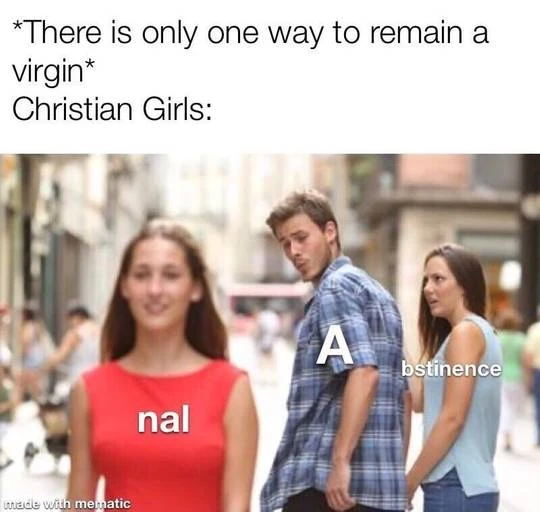 *There is only one way to remain a
virgin*
Christian Girls:
A
bstinence
nal
made with mematic